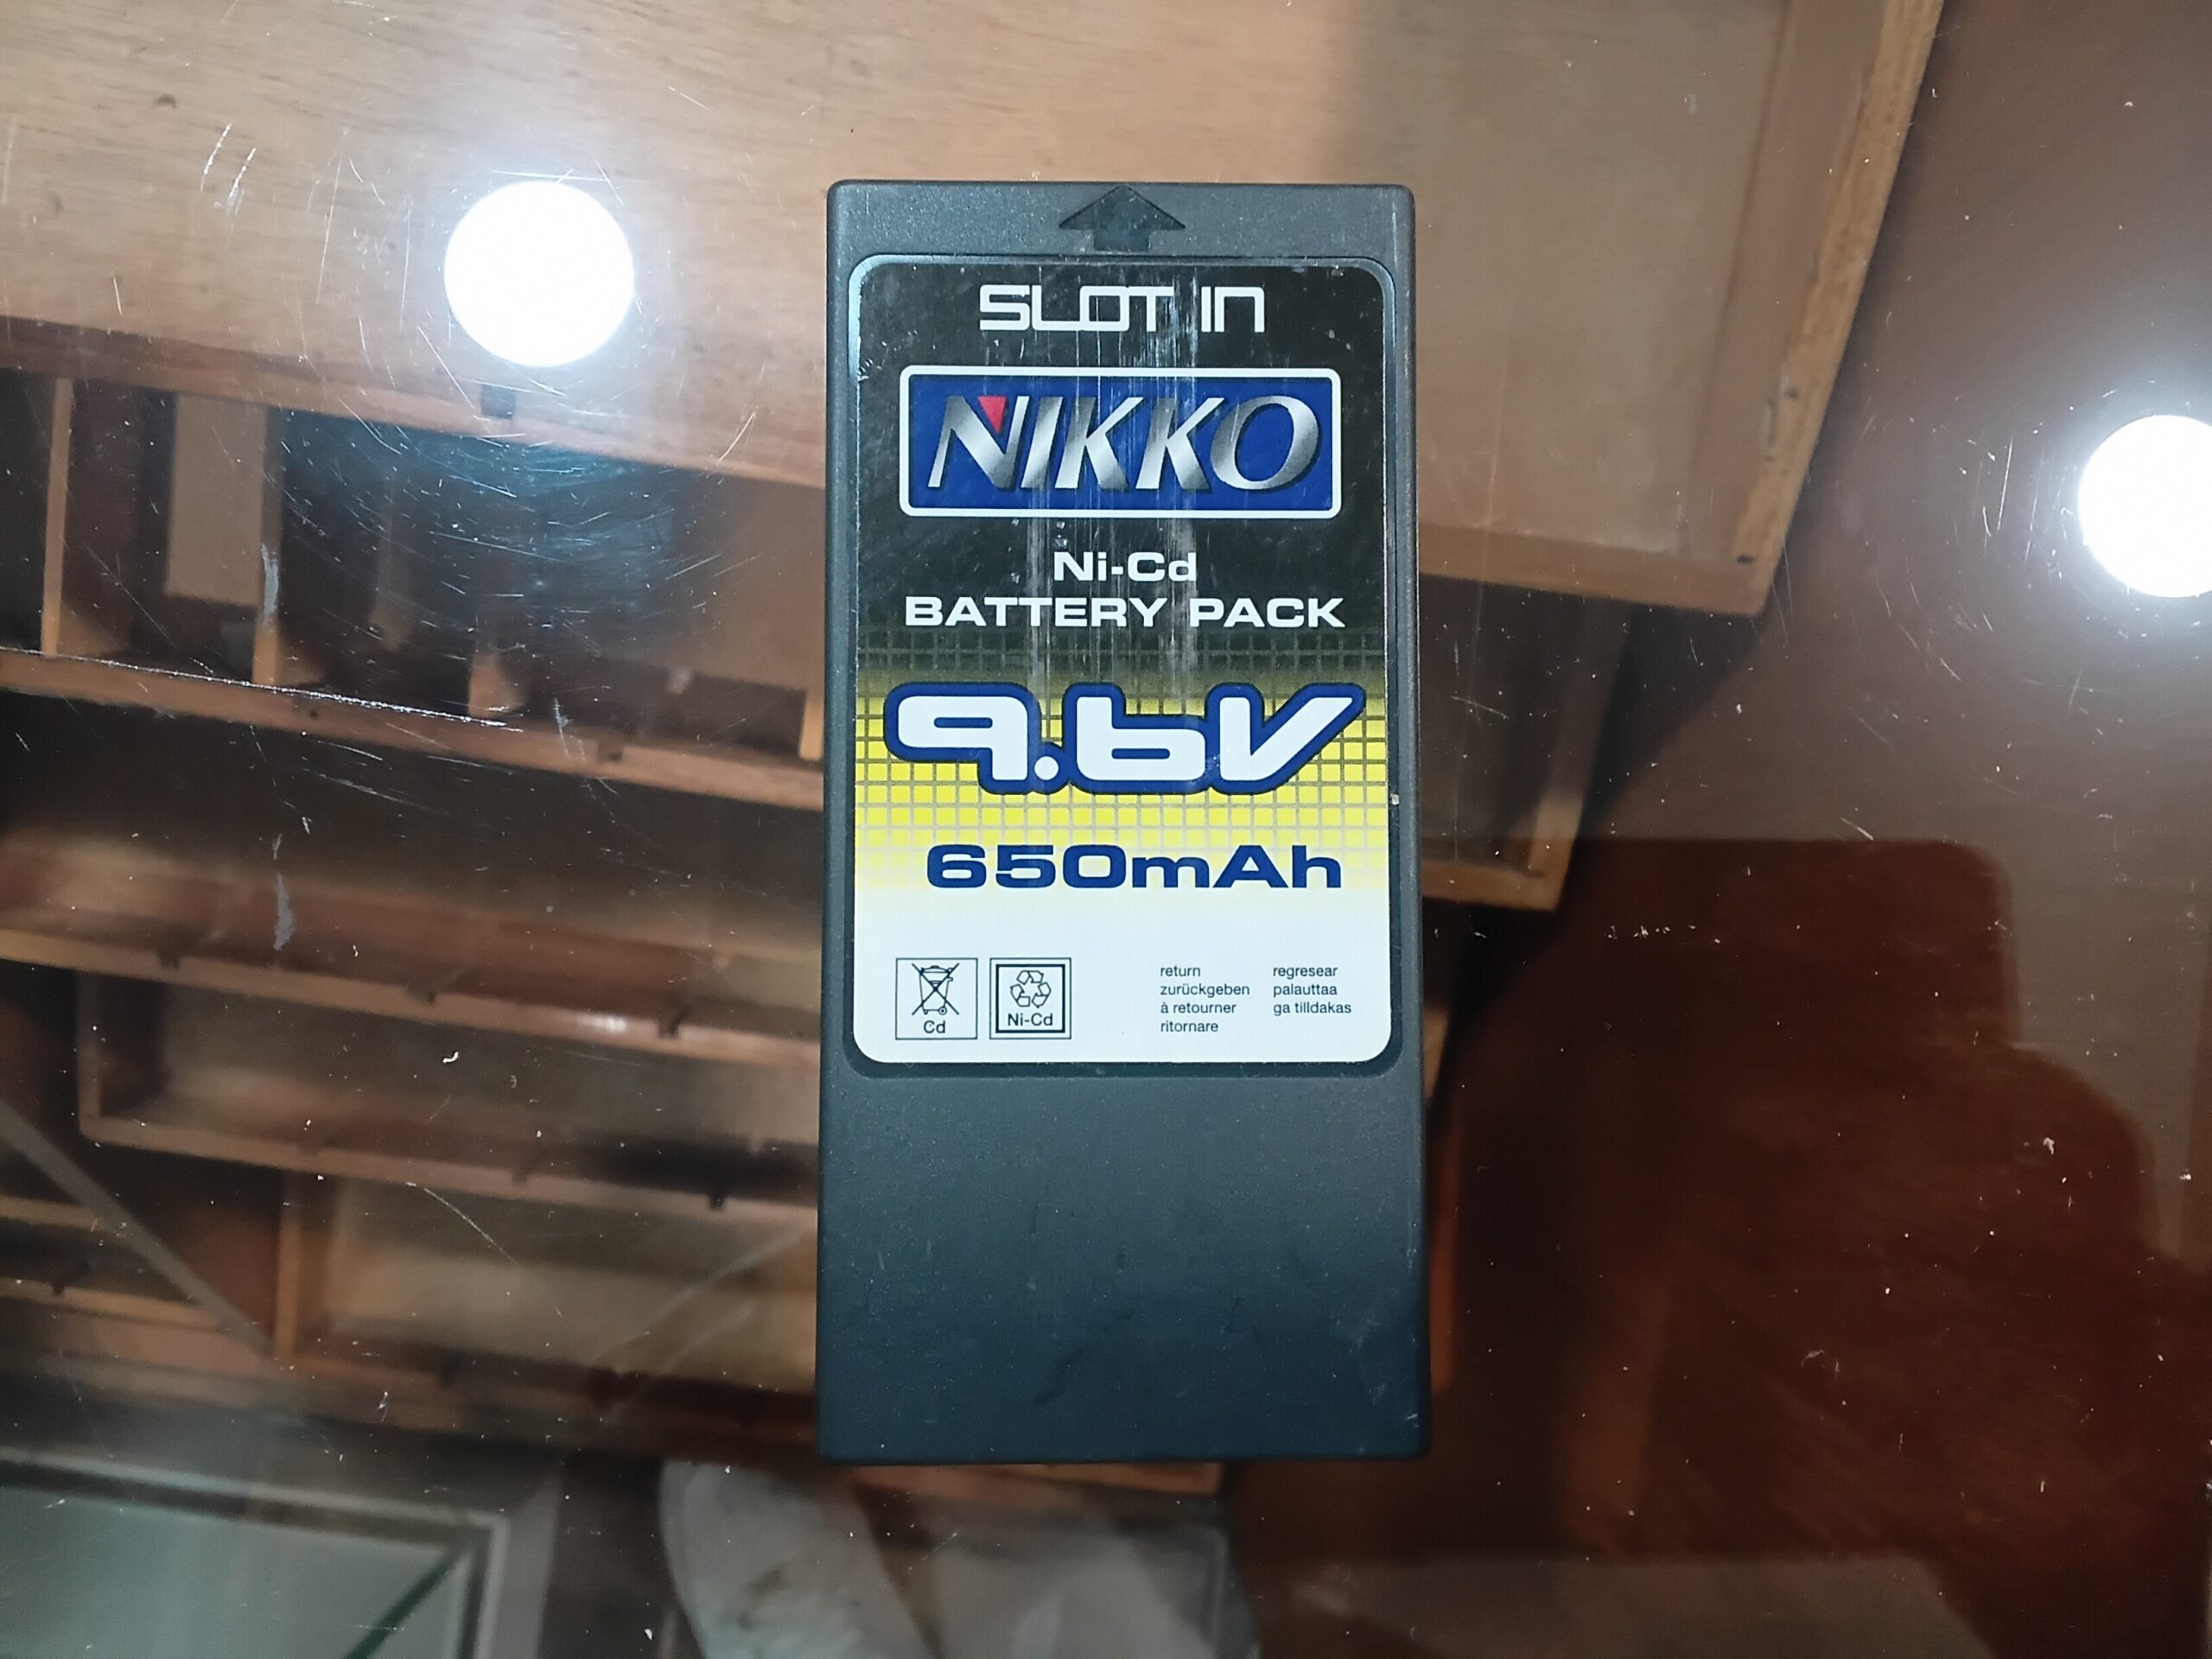 SLOT IN
NIKKO
Ni-Cd
BATTERY PACK
9.6V
650mAh
Cd
Ni-Cd
return
zurückgeben
à retourner
ritornare
regresear
palauttaa
ga tilldakas